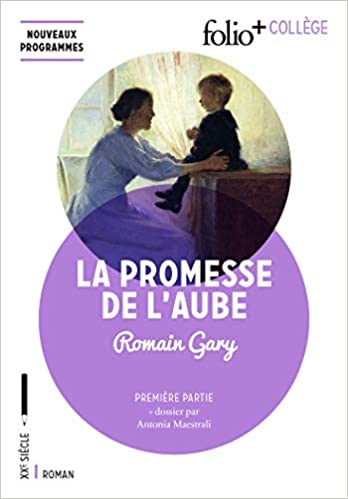 NOUVEAUX
PROGRAMMES
folio+ COLLÈGE
LA PROMESSE
DE L'AUBE
Romain Gary
PREMIÈRE PARTIE
+ dossier par
Antonia Maestrali
XXE SIÈCLE
ROMAN